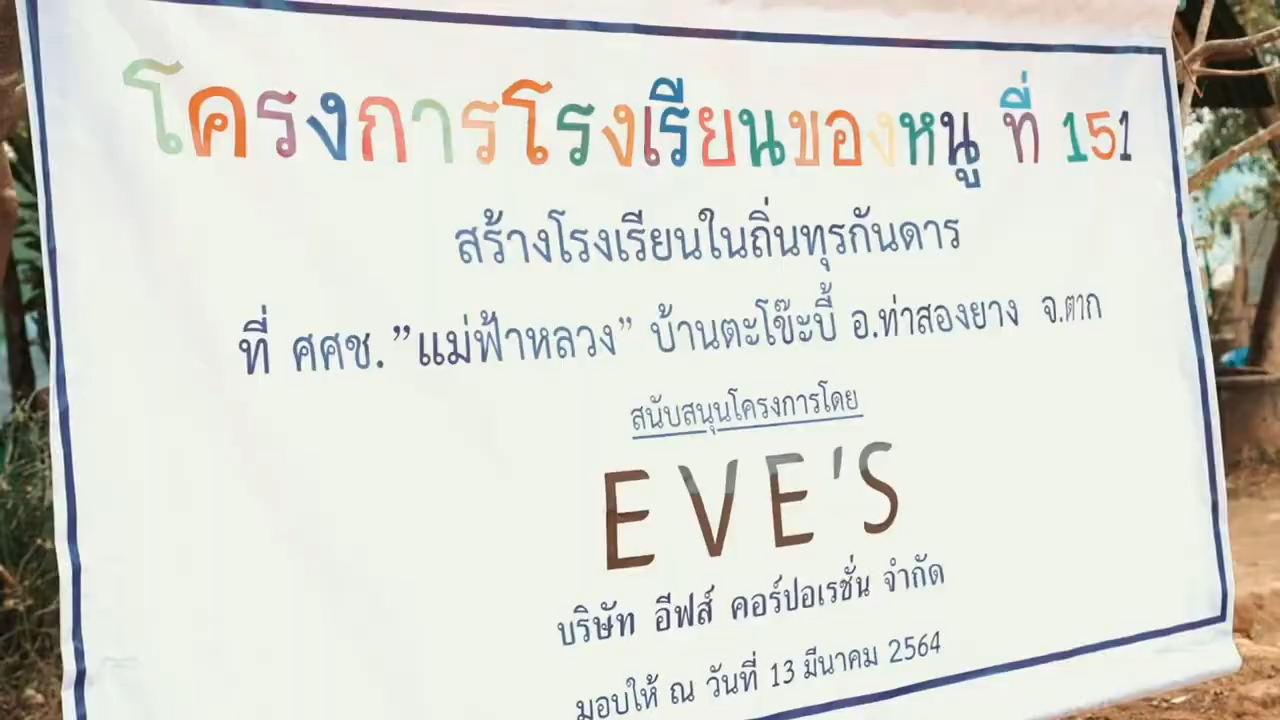 โครงการโรงเรียนของหนู ที่ 151
สร้างโรงเรียนในถิ่นทุรกันดาร
ที่ ศศช.”แม่ฟ้าหลวง” บ้านตะโข๊ะบี้ อ.ท่าสองยาง จ.ตาก
สนับสนุนโครงการโดย
EVE'S
บริษัท อีฟส์ คอร์ปอเรชั่น จำกัด
มอบให้ ณ วันที่ 13 มีนาคม 2564